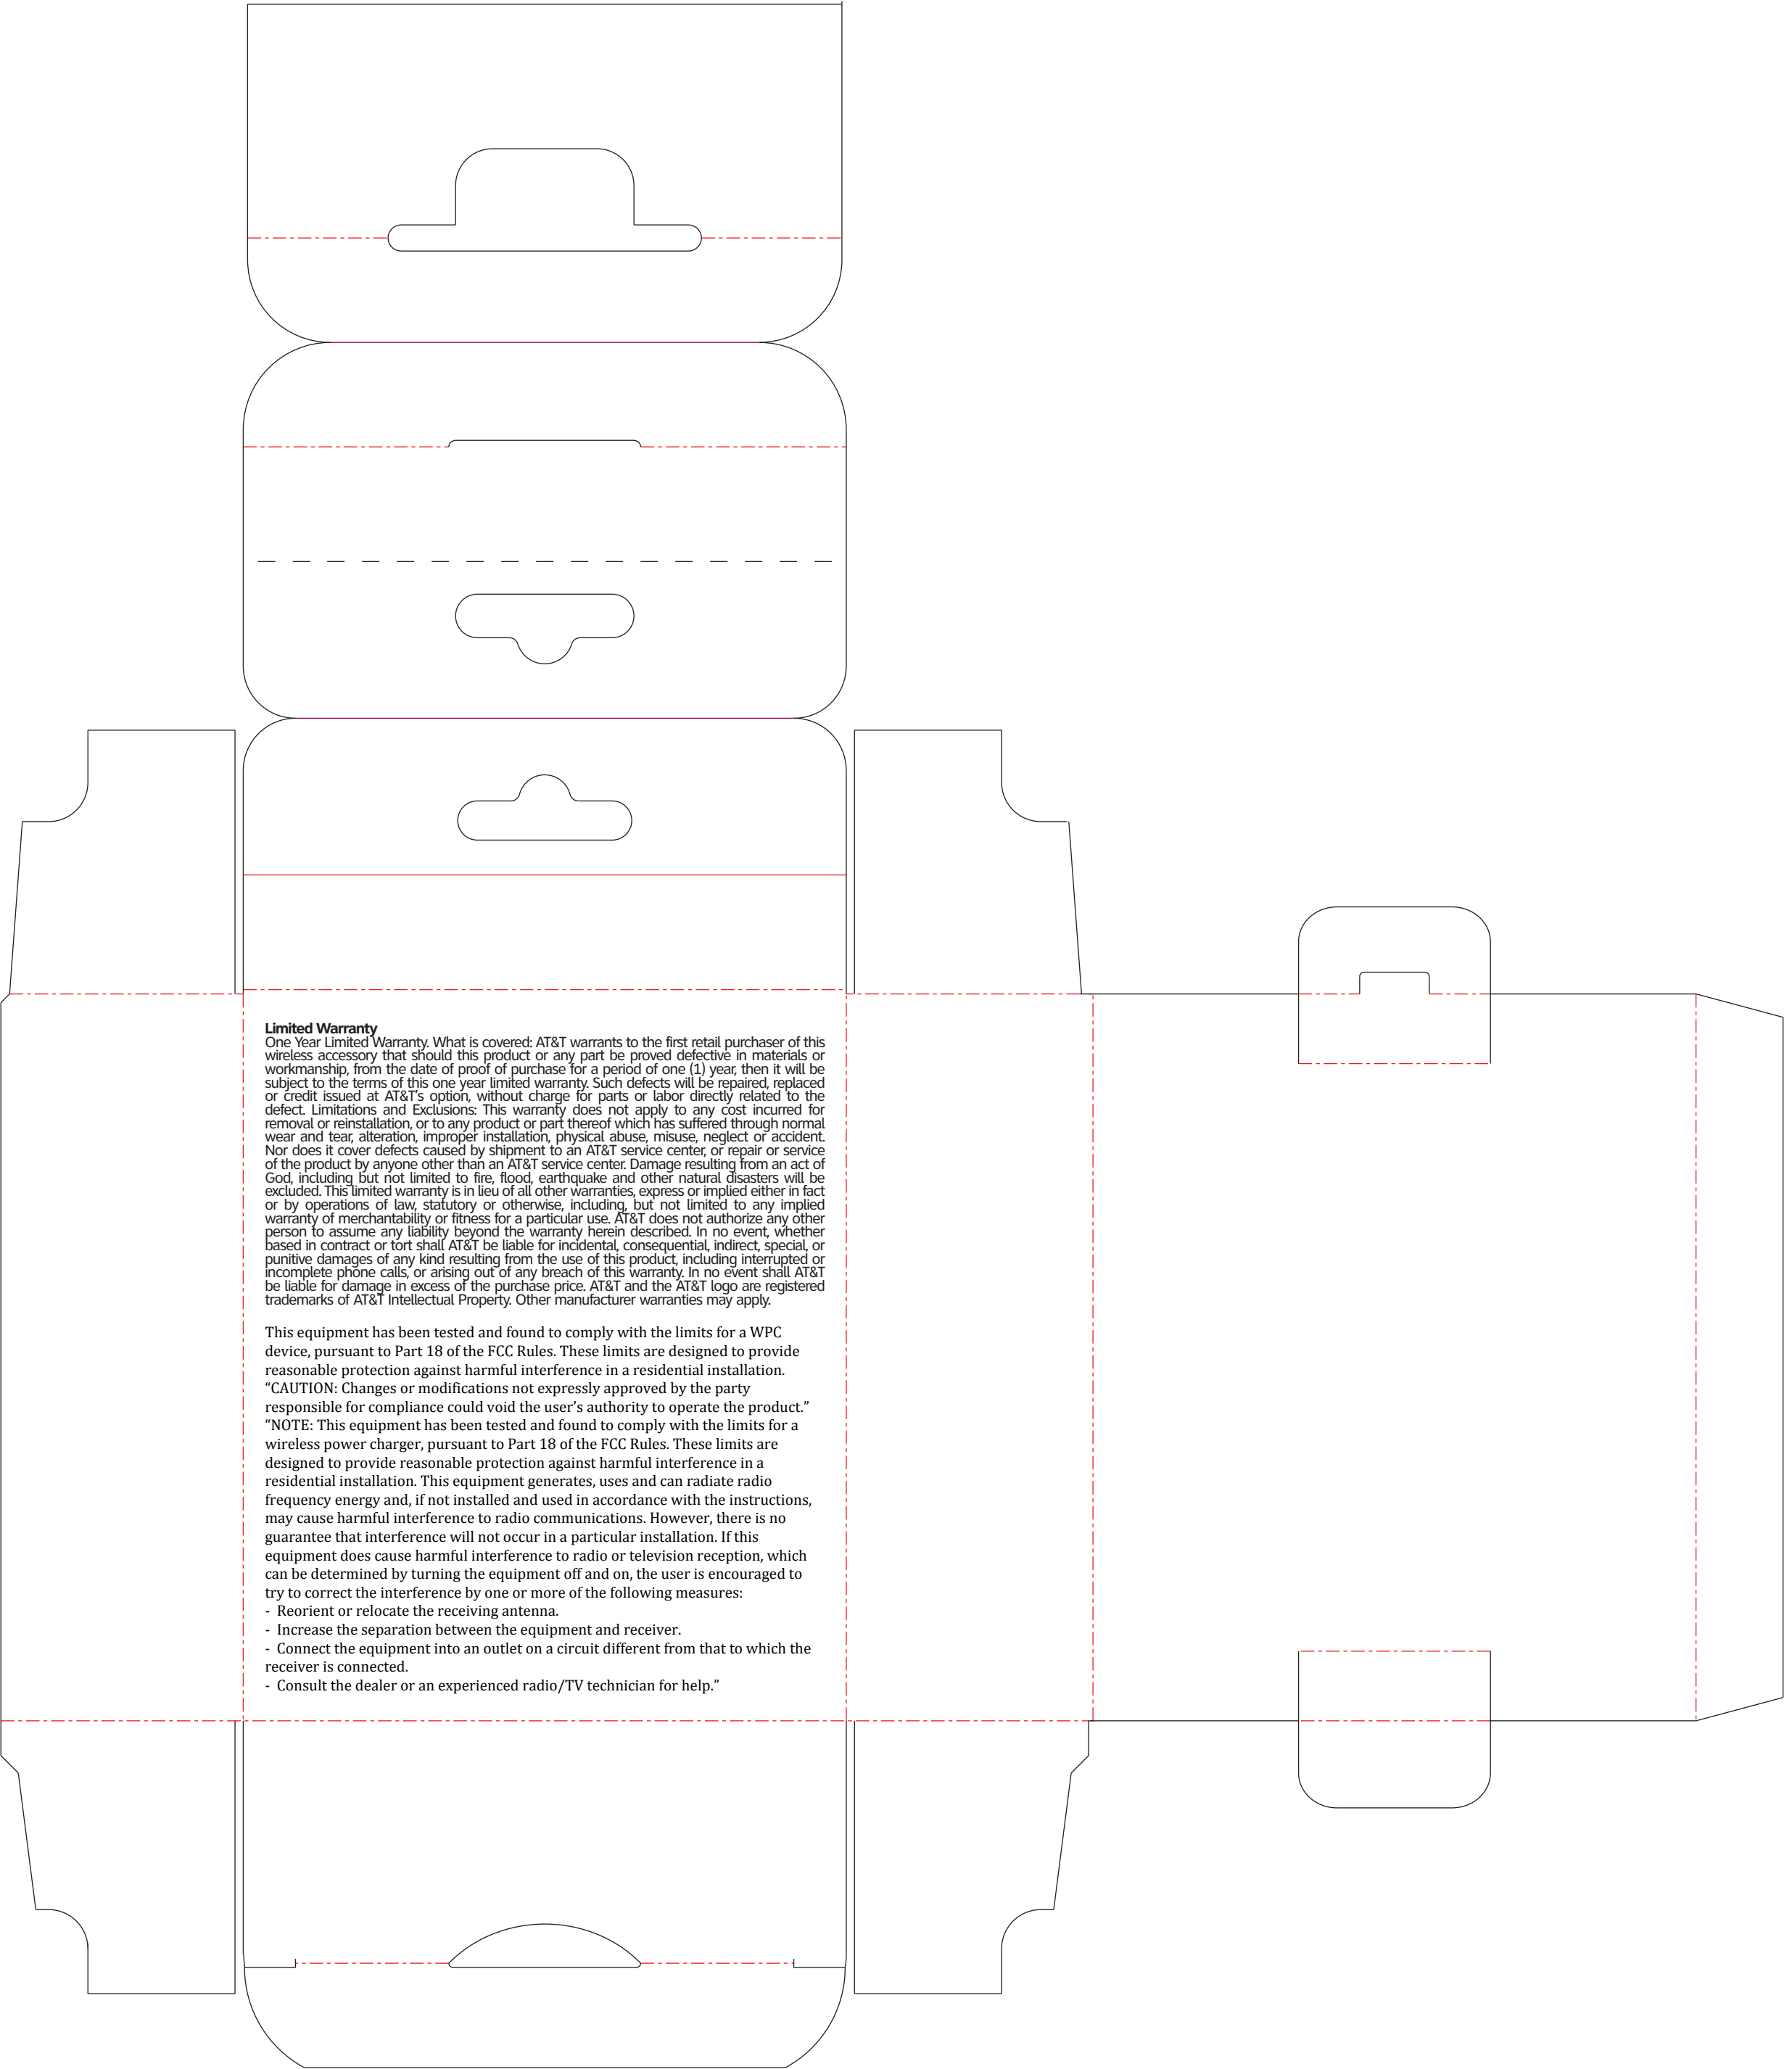 Limited Warranty
One Year Limited Warranty. What is covered: AT&T warrants to the first retail purchaser of this
wireless accessory that should this product or any part be proved defective in materials or
workmanship, from the date of proof of purchase for a period of one (1) year, then it will be
subject to the terms of this one year limited warranty. Such defects will be repaired, replaced
or credit issued at AT&T's option, without charge for parts or labor directly related to the
defect. Limitations and Exclusions: This warranty does not apply to any cost incurred for
removal or reinstallation, or to any product or part thereof which has suffered through normal
wear and tear, alteration, improper installation, physical abuse, misuse, neglect or accident.
Nor does it cover defects caused by shipment to an AT&T service center, or repair or service
of the product by anyone other than an AT&T service center. Damage resulting from an act of
God, including but not limited to fire, flood, earthquake and other natural disasters will be
excluded. This limited warranty is in lieu of all other warranties, express or implied either in fact
or by operations of law, statutory or otherwise, including, but not limited to any implied
warranty of merchantability or fitness for a particular use. AT&T does not authorize any other
person to assume any liability beyond the warranty herein described. In no event, whether
based in contract or tort shall AT&T be liable for incidental, consequential, indirect, special, or
punitive damages of any kind resulting from the use of this product, including interrupted or
incomplete phone calls, or arising out of any breach of this warranty. In no event shall AT&T
be liable for damage in excess of the purchase price. AT&T and the AT&T logo are registered
trademarks of AT&T Intellectual Property. Other manufacturer warranties may apply.
This equipment has been tested and found to comply with the limits for a WPC
device, pursuant to Part 18 of the FCC Rules. These limits are designed to provide
reasonable protection against harmful interference in a residential installation.
“CAUTION: Changes or modifications not expressly approved by the party
responsible for compliance could void the user’s authority to operate the product.”
“NOTE: This equipment has been tested and found to comply with the limits for a
wireless power charger, pursuant to Part 18 of the FCC Rules. These limits are
designed to provide reasonable protection against harmful interference in a
residential installation. This equipment generates, uses and can radiate radio
frequency energy and, if not installed and used in accordance with the instructions,
may cause harmful interference to radio communications. However, there is no
guarantee that interference will not occur in a particular installation. If this
equipment does cause harmful interference to radio or television reception, which
can be determined by turning the equipment off and on, the user is encouraged to
try to correct the interference by one or more of the following measures:
- Reorient or relocate the receiving antenna.
- Increase the separation between the equipment and receiver.
- Connect the equipment into an outlet on a circuit different from that to which the
receiver is connected.
- Consult the dealer or an experienced radio/TV technician for help.”